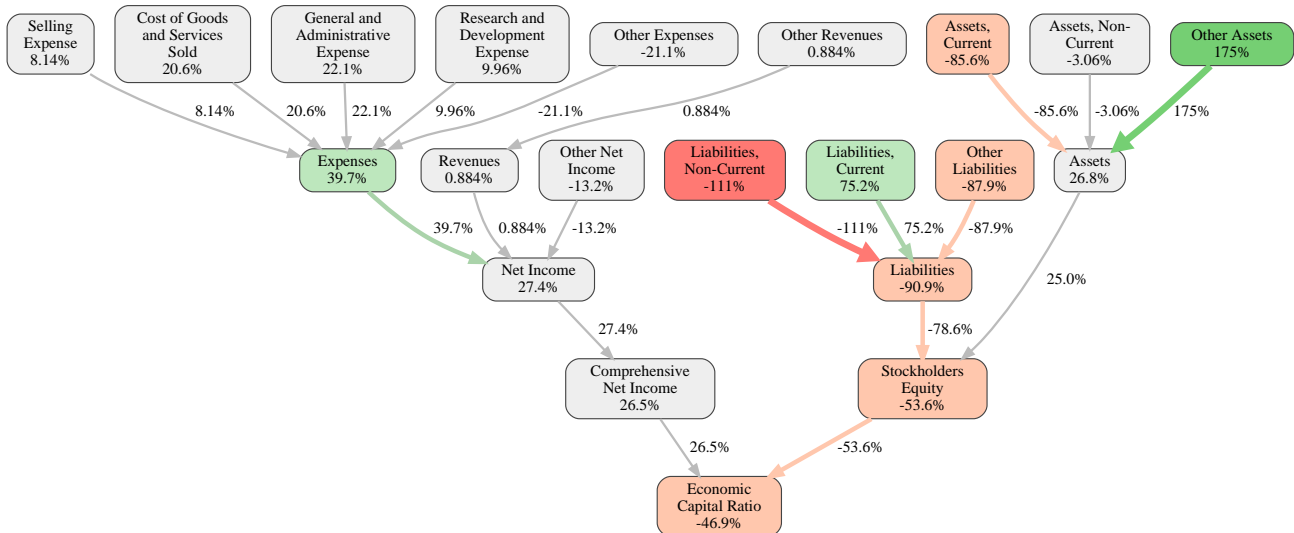 Selling
Expense
8.14%
Cost of Goods
and Services
Sold
20.6%
General and
Administrative
Expense
22.1%
Research and
Development
Expense
9.96%
Other Expenses
-21.1%
Other Revenues
0.884%
Assets,
Current
-85.6%
Assets, Non-
Current
-3.06%
Other Assets
175%
8.14%
20.6%
22.1%
9.96%
-21.1%
0.884%
-85.6%
-3.06%
175%
Expenses
39.7%
Revenues
0.884%
Other Net
Income
-13.2%
Liabilities,
Non-Current
-111%
Liabilities,
Current
75.2%
Other
Liabilities
-87.9%
Assets
26.8%
39.7%
0.884%
-13.2%
-111%
75.2%
-87.9%
Net Income
27.4%
Liabilities
-90.9%
25.0%
27.4%
-78.6%
Comprehensive
Net Income
26.5%
Stockholders
Equity
-53.6%
26.5%
-53.6%
Economic
Capital Ratio
-46.9%